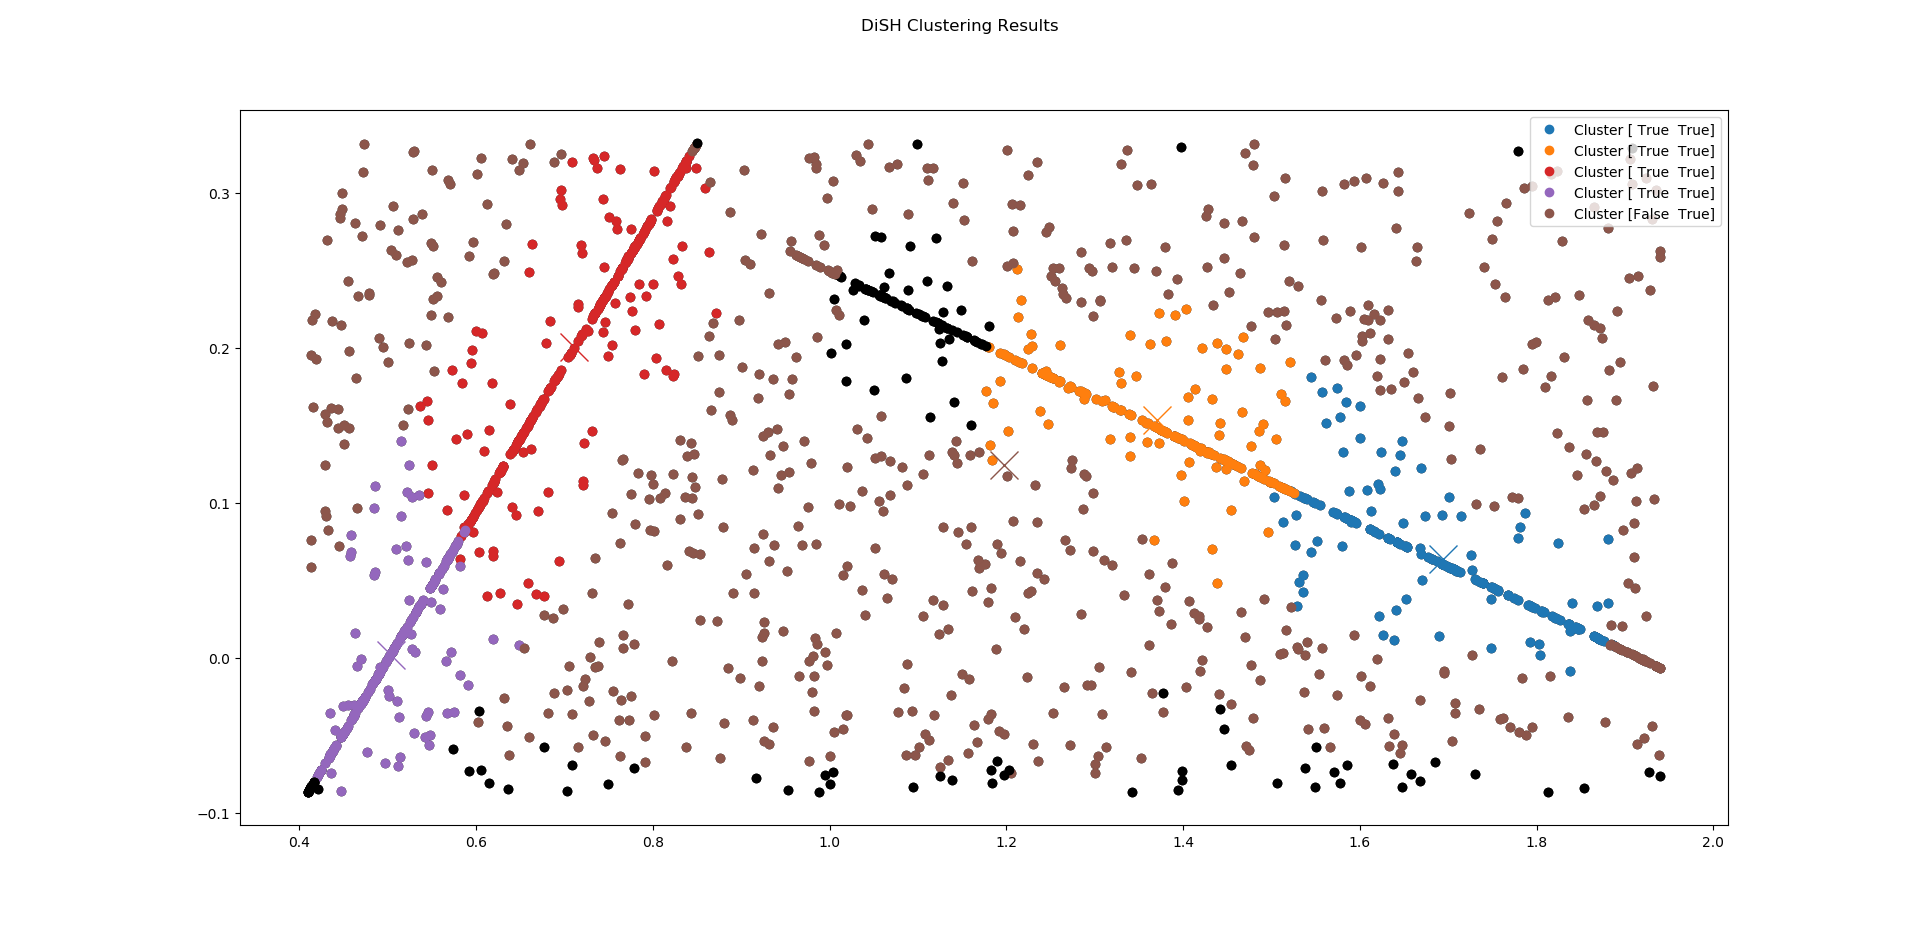 DiSH Clustering Results
Cluster [ True  True]
Cluster [ True  True]
Cluster [ True  True]
Cluster [ True  True]
Cluster [False  True]
0.3
0.2
0.1
0.0
−0.1
0.4 0.6 0.8 1.0 1.2 1.4 1.6 1.8 2.0